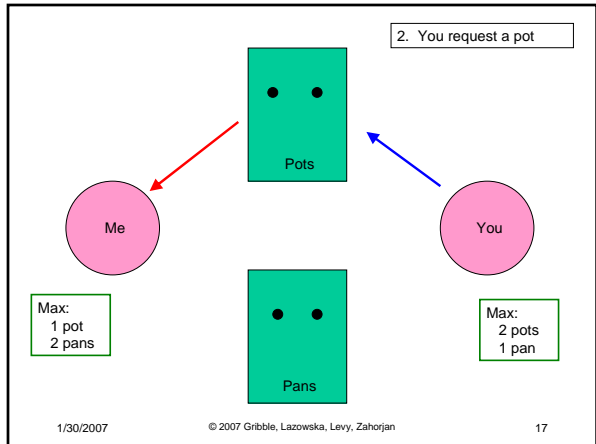 2. You request a pot
Pots
Me
You
Max:
1 pot
2 pans
Max:
2 pots
1 pan
Pans
1/30/2007
© 2007 Gribble, Lazowska, Levy, Zahorjan
17